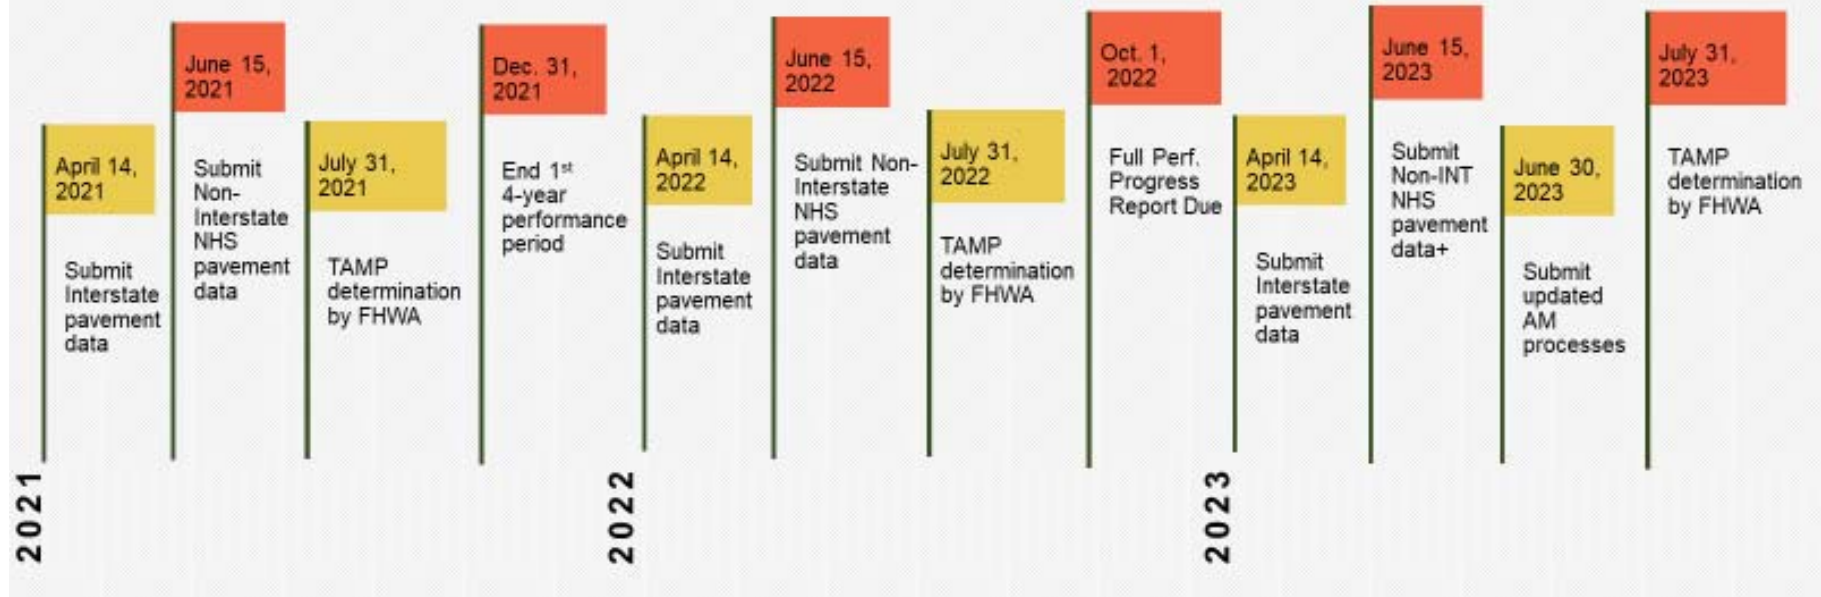 April 14,
2021
Submit
Interstate
pavement
data
June 15,
2021
Submit
Non-
Interstate
NHS
pavement
data
July 31,
2021
TAMP
determination
by FHWA
Dec. 31,
2021
End 1st
4-year
performance
period
April 14,
2022
Submit
Interstate
pavement
data
June 15,
2022
Submit Non-
Interstate
NHS
pavement
data
July 31,
2022
TAMP
determination
by FHWA
Oct. 1,
2022
Full Perf.
Progress
Report Due
April 14,
2023
Submit
Interstate
pavement
data
June 15,
2023
Submit
Non-INT
NHS
pavement
data+
June 30,
2023
Submit
updated
AM
processes
July 31,
2023
TAMP
determination
by FHWA
2021
2022
2023